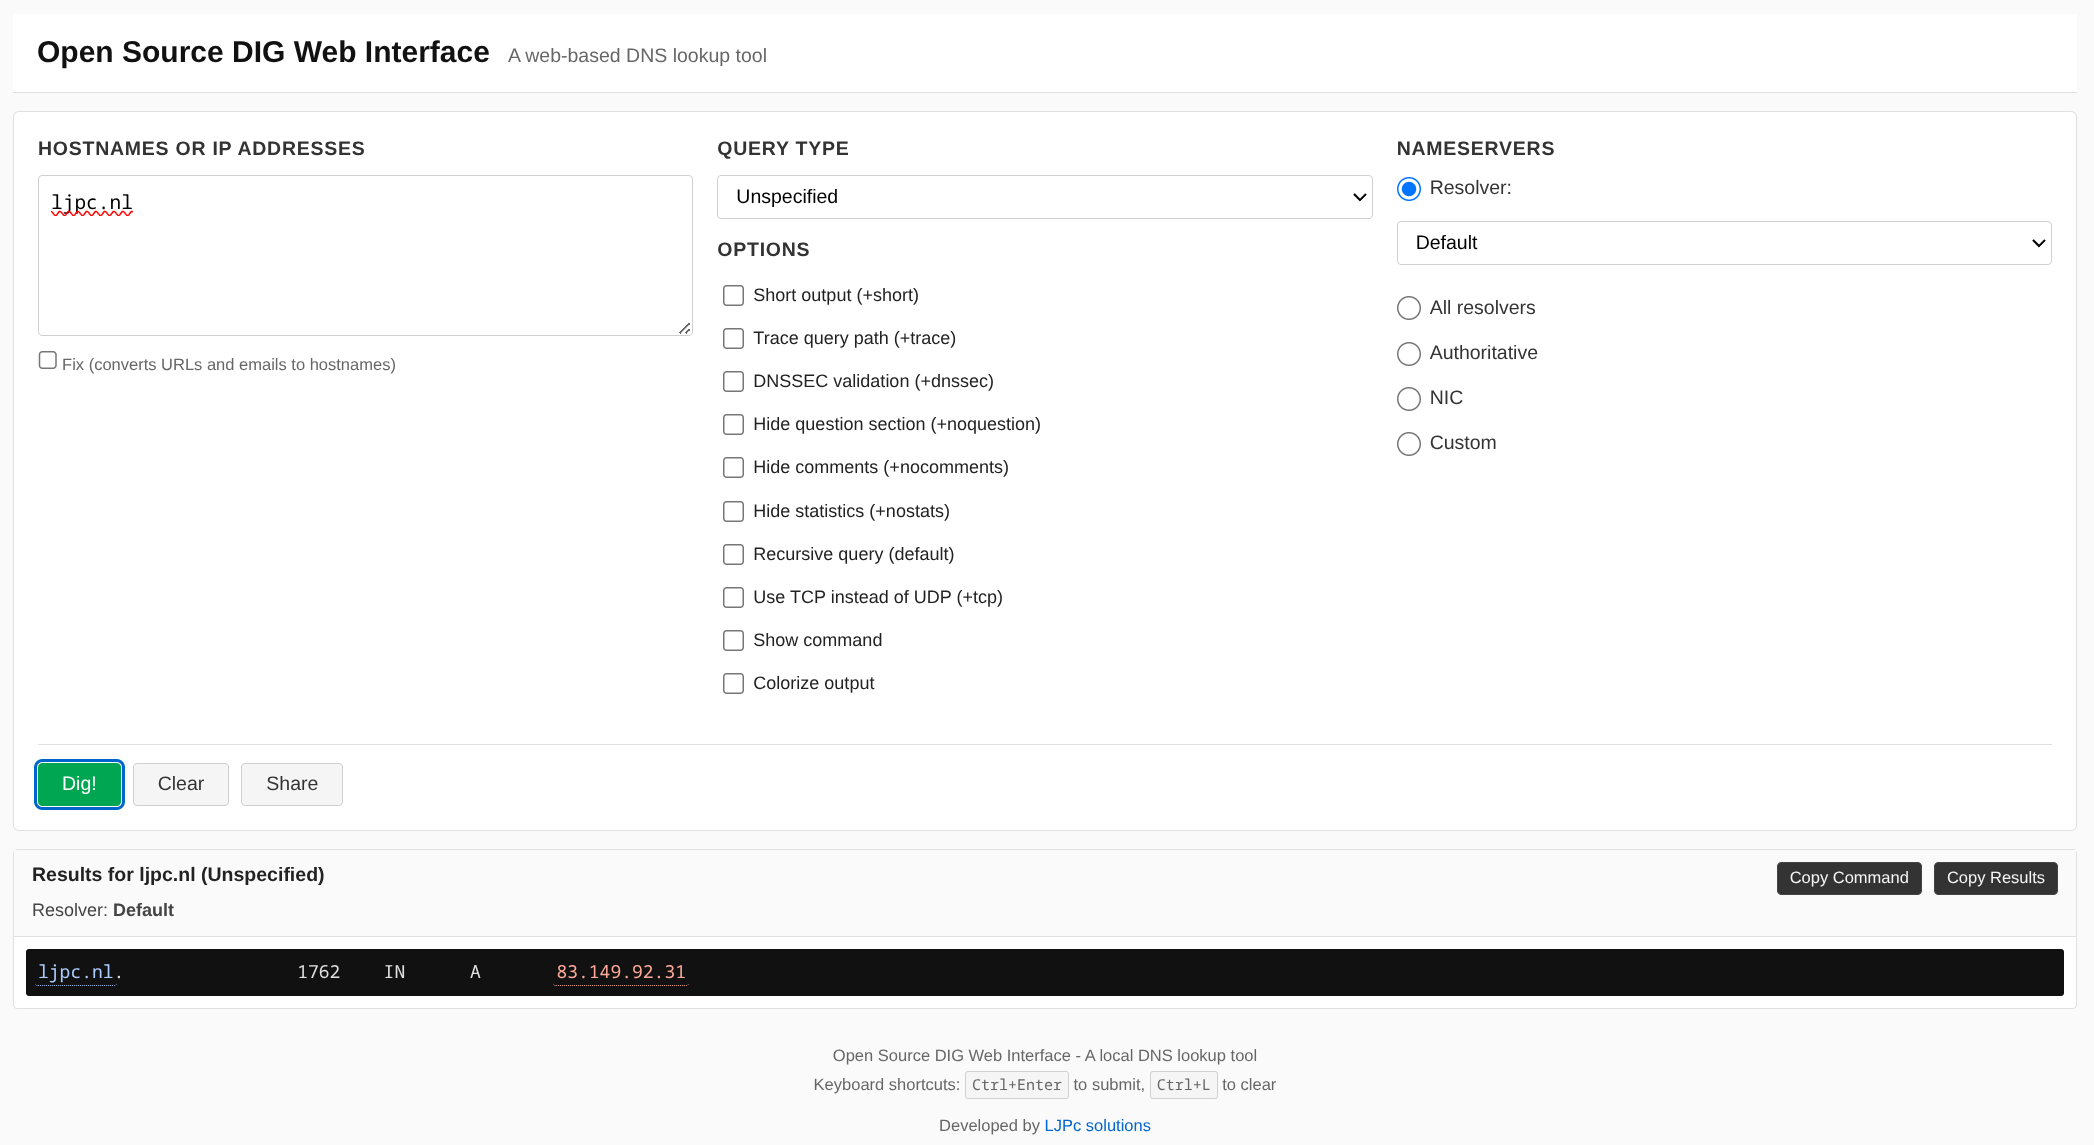 Open Source DIG Web Interface A web-based DNS lookup tool
HOSTNAMES OR IP ADDRESSES
ljpc.nl
Fix (converts URLs and emails to hostnames)
QUERY TYPE
Unspecified
OPTIONS
Short output (+short)
Trace query path (+trace)
DNSSEC validation (+dnssec)
Hide question section (+noquestion)
Hide comments (+nocomments)
Hide statistics (+nostats)
Recursive query (default)
Use TCP instead of UDP (+tcp)
Show command
Colorize output
NAMESERVERS
Resolver:
Default
All resolvers
Authoritative
NIC
Custom
Dig! Clear Share
Results for ljpc.nl (Unspecified)
Resolver: Default
Copy Command Copy Results
ljpc.nl. 1762 IN A 83.149.92.31
Open Source DIG Web Interface - A local DNS lookup tool
Keyboard shortcuts: Ctrl+Enter to submit, Ctrl+L to clear
Developed by LJPc solutions